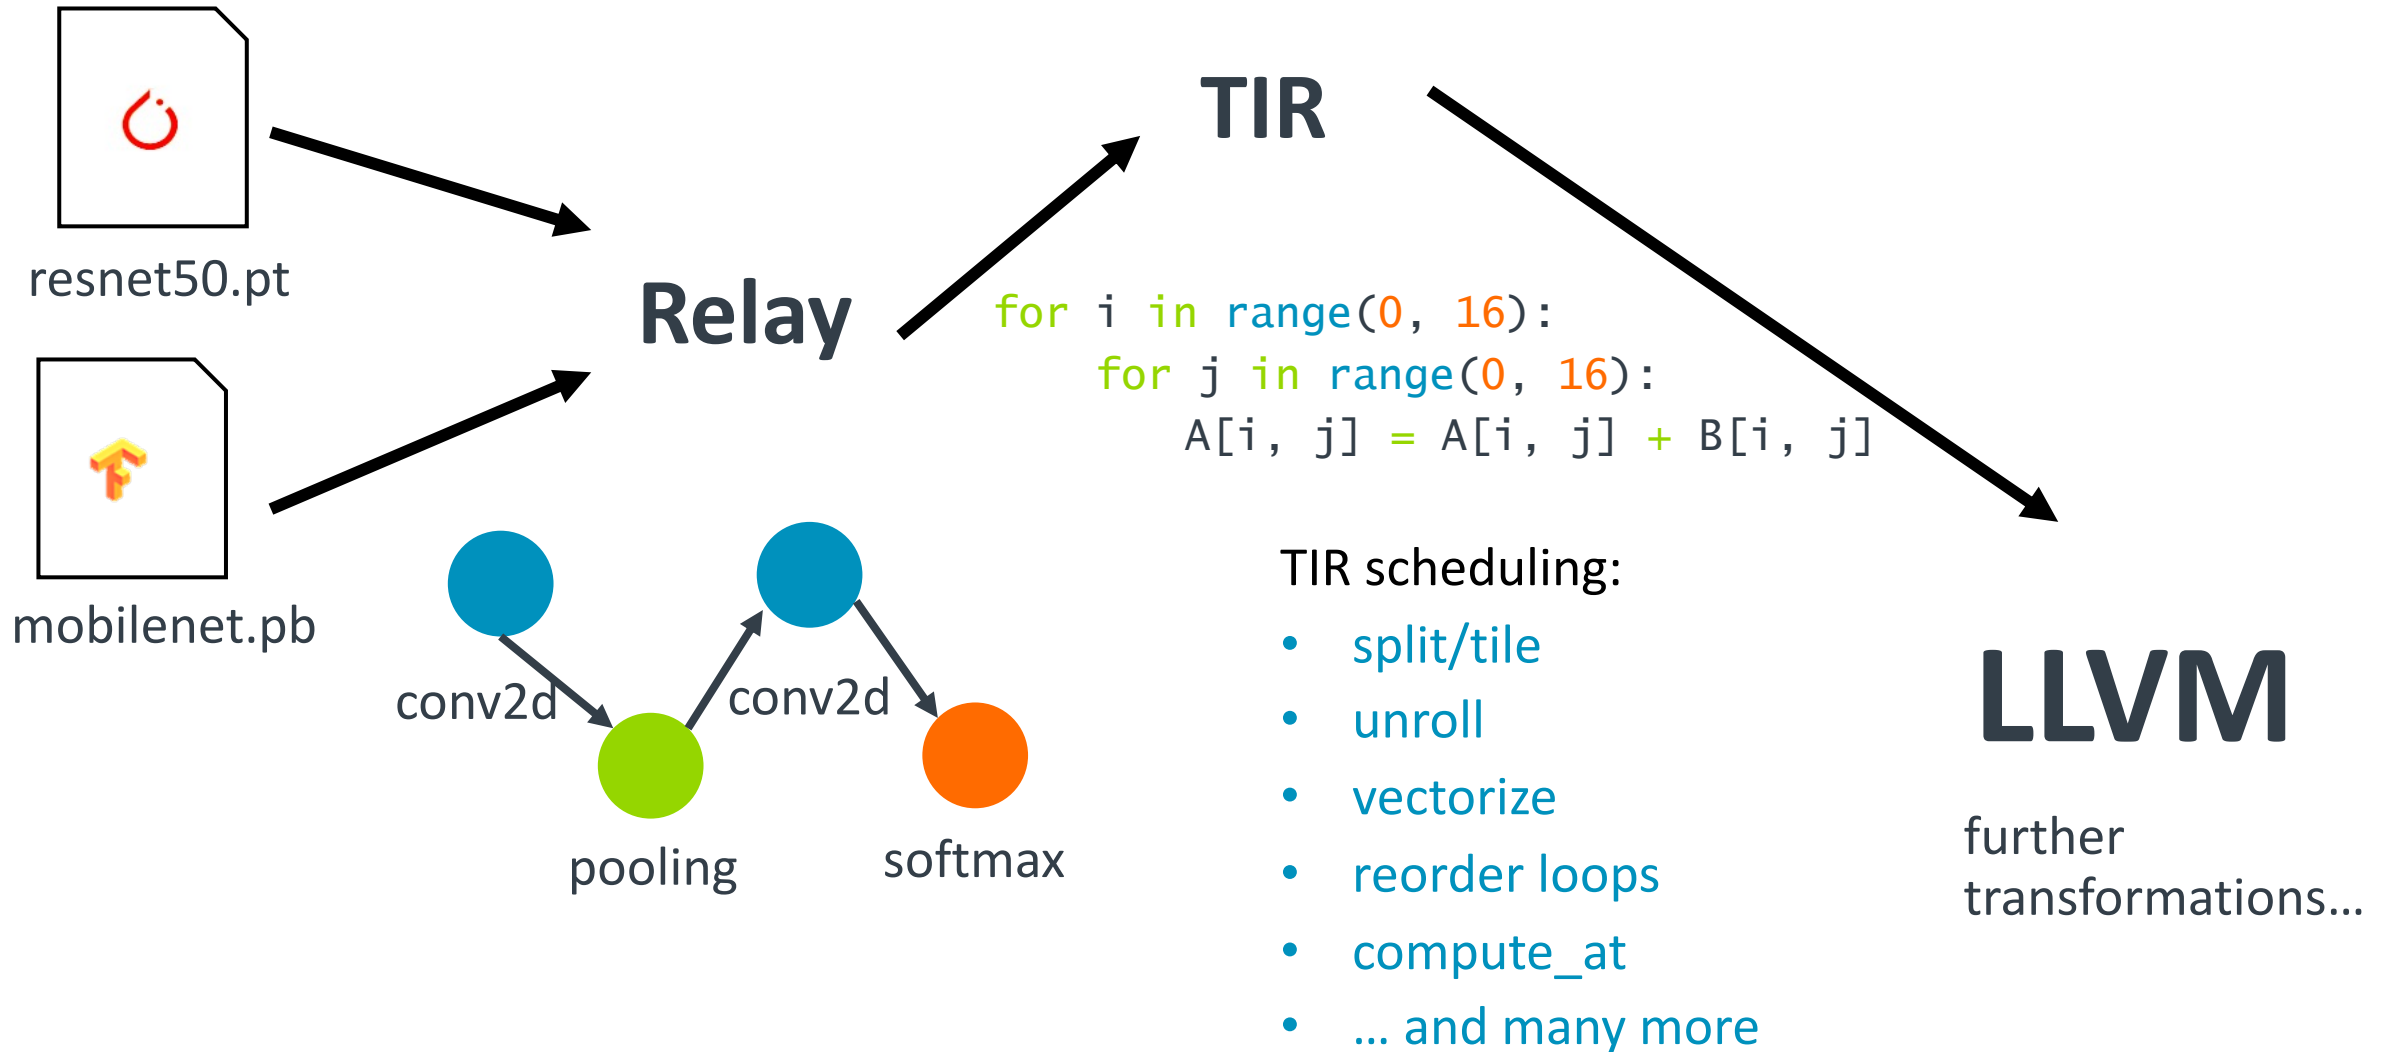 resnet50.pt
mobilenet.pb
Relay
conv2d
pooling
conv2d
softmax
TIR
for i in range(0, 16):
    for j in range(0, 16):
        A[i, j] = A[i, j] + B[i, j]
TIR scheduling:
• split/tile
• unroll
• vectorize
• reorder loops
• compute_at
• … and many more
LLVM
further
transformations…